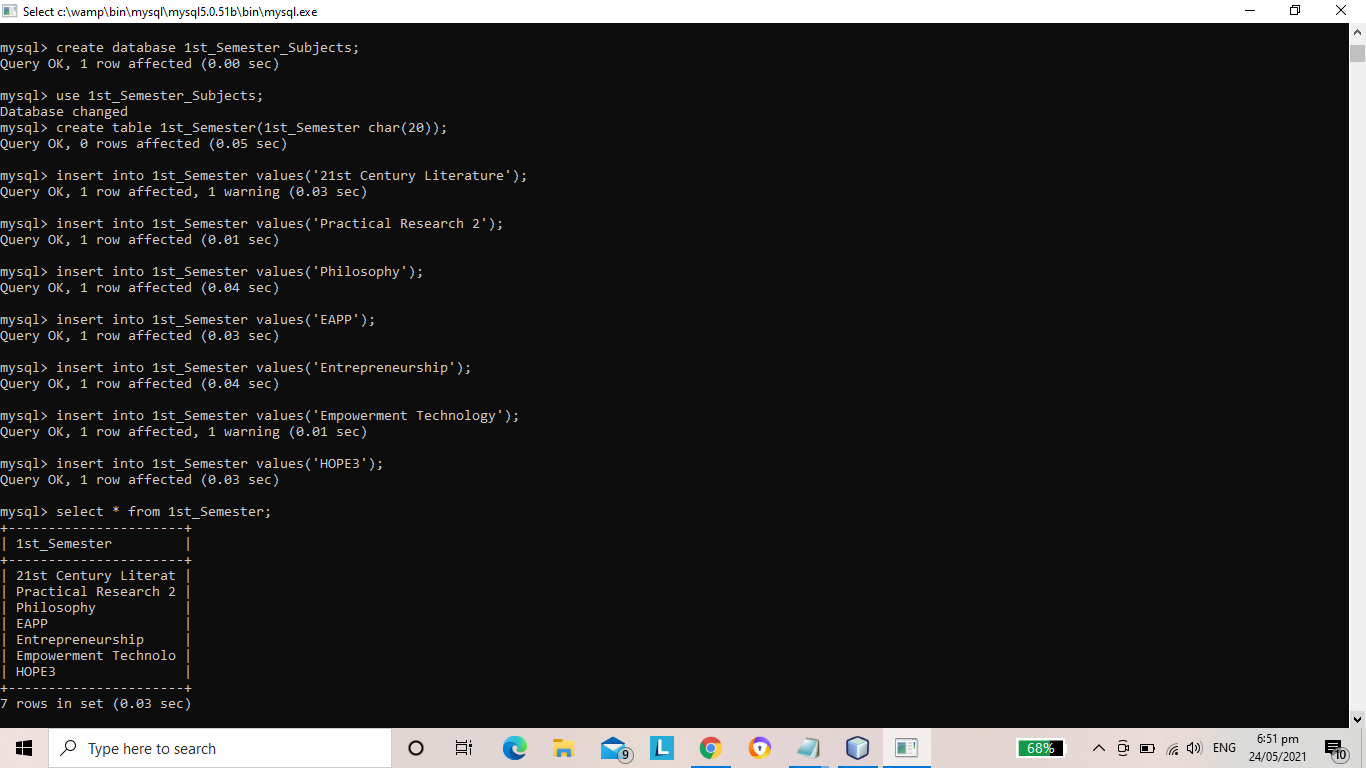 Select c:\wamp\bin\mysql\mysql5.0.51b\bin\mysql.exe
mysql> create database 1st_Semester_Subjects;
Query OK, 1 row affected (0.00 sec)
mysql> use 1st_Semester_Subjects;
Database changed
mysql> create table 1st_Semester(1st_Semester char(20));
Query OK, 0 rows affected (0.05 sec)
mysql> insert into 1st_Semester values('21st Century Literature');
Query OK, 1 row affected, 1 warning (0.03 sec)
mysql> insert into 1st_Semester values('Practical Research 2');
Query OK, 1 row affected (0.01 sec)
mysql> insert into 1st_Semester values('Philosophy');
Query OK, 1 row affected (0.04 sec)
mysql> insert into 1st_Semester values('EAPP');
Query OK, 1 row affected (0.03 sec)
mysql> insert into 1st_Semester values('Entrepreneurship');
Query OK, 1 row affected (0.04 sec)
mysql> insert into 1st_Semester values('Empowerment Technology');
Query OK, 1 row affected, 1 warning (0.01 sec)
mysql> insert into 1st_Semester values('HOPE3');
Query OK, 1 row affected (0.03 sec)
mysql> select * from 1st_Semester;
+----------------------+
| 1st_Semester         |
+----------------------+
| 21st Century Literat |
| Practical Research 2 |
| Philosophy           |
| EAPP                 |
| Entrepreneurship     |
| Empowerment Technolo |
| HOPE3                |
+----------------------+
7 rows in set (0.03 sec)
Type here to search
9
L
68%
ENG
6:51 pm
24/05/2021
10